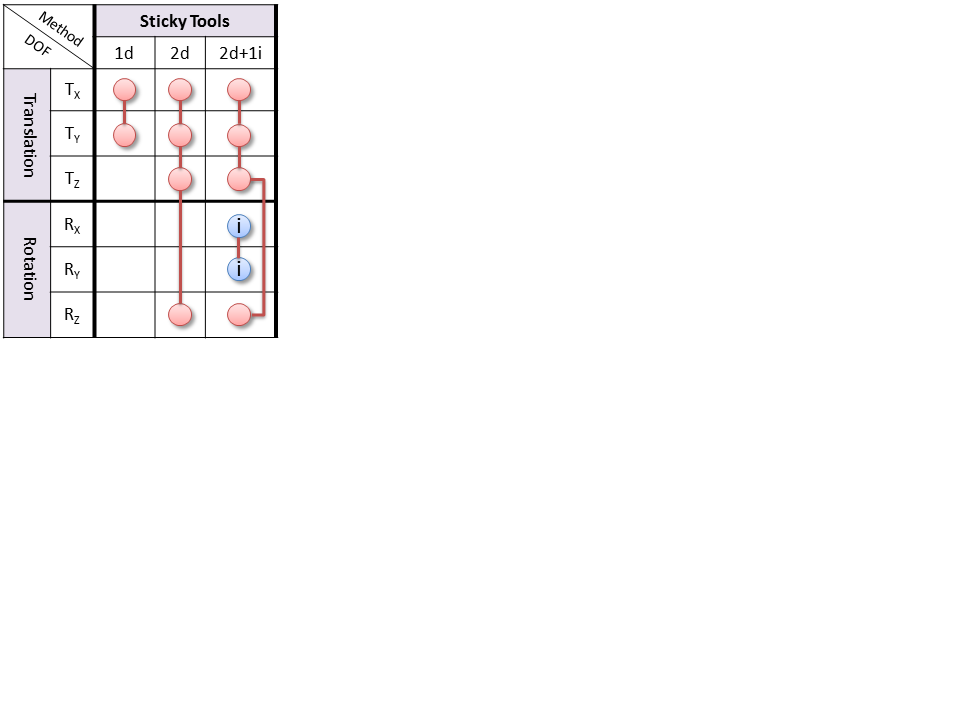 Method
DOF
Sticky Tools
1d 2d 2d+1i
Translation
TX
TY
TZ
Rotation
RX i
RY i
RZ